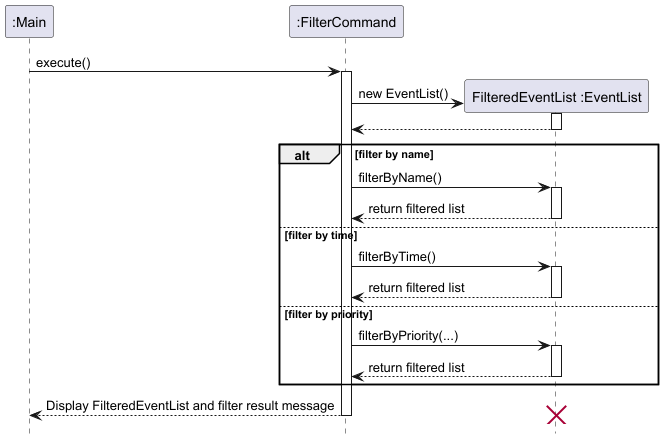 :Main
:FilterCommand
execute()
new EventList()
FilteredEventList :EventList
alt
[filter by name]
filterByName()
return filtered list
[filter by time]
filterByTime()
return filtered list
[filter by priority]
filterByPriority(...)
return filtered list
Display FilteredEventList and filter result message